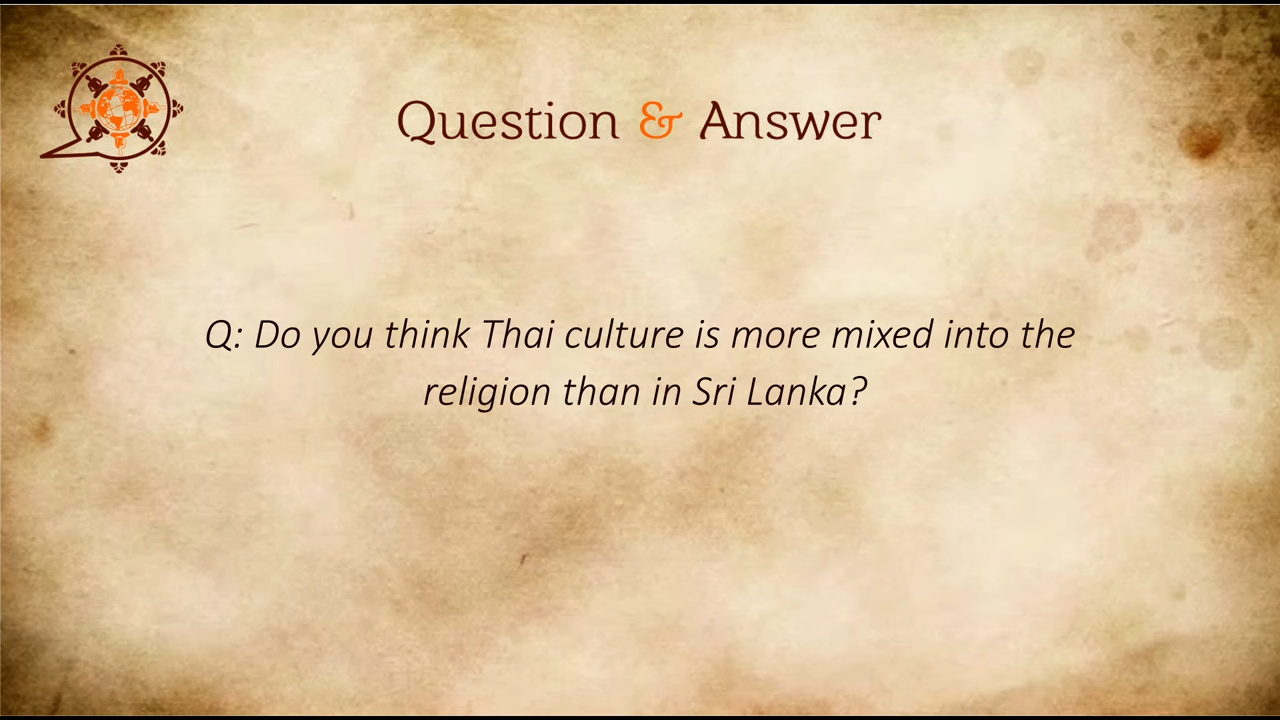 Question & Answer
Q: Do you think Thai culture is more mixed into the
religion than in Sri Lanka?